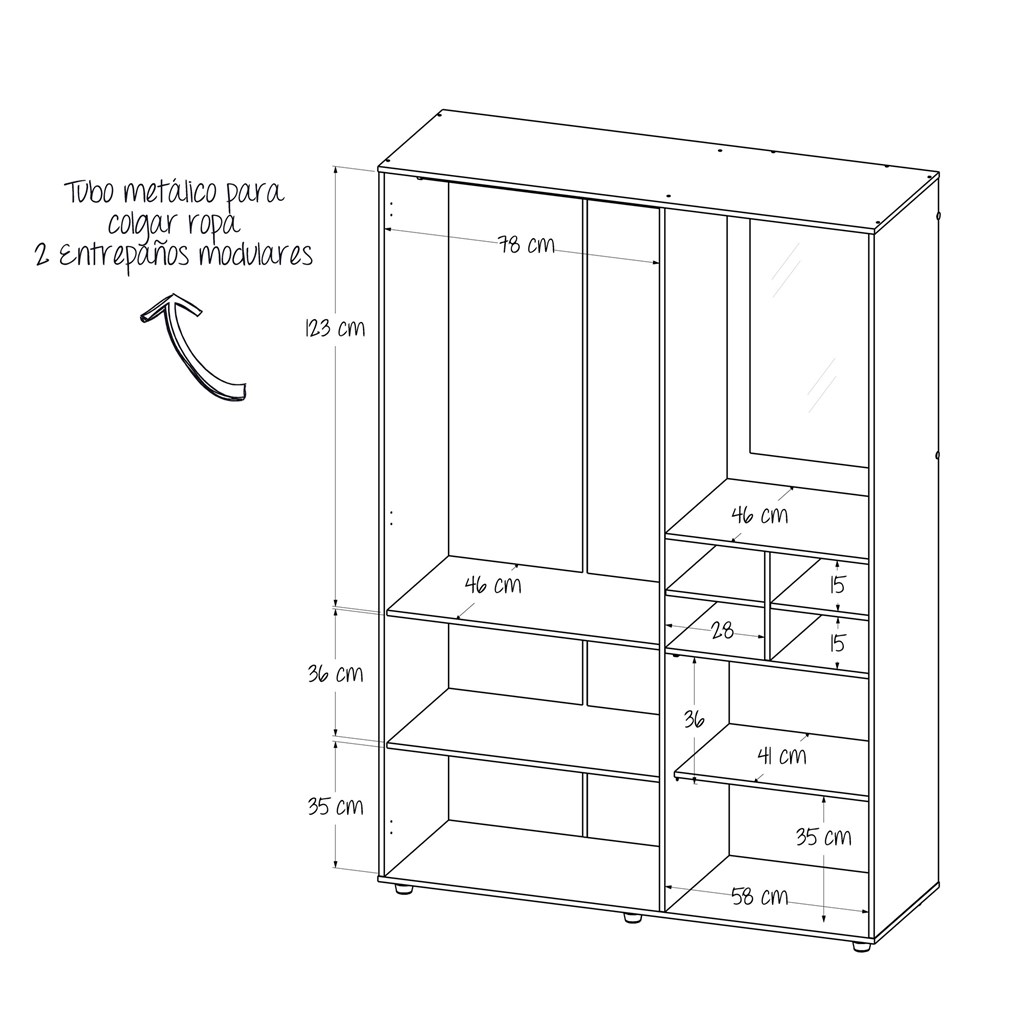 Tubo metálico para
colgar ropa
2 Entrepaños modulares
78 cm
123 cm
46 cm
46 cm
15
28
15
36 cm
36
41 cm
35 cm
35 cm
58 cm